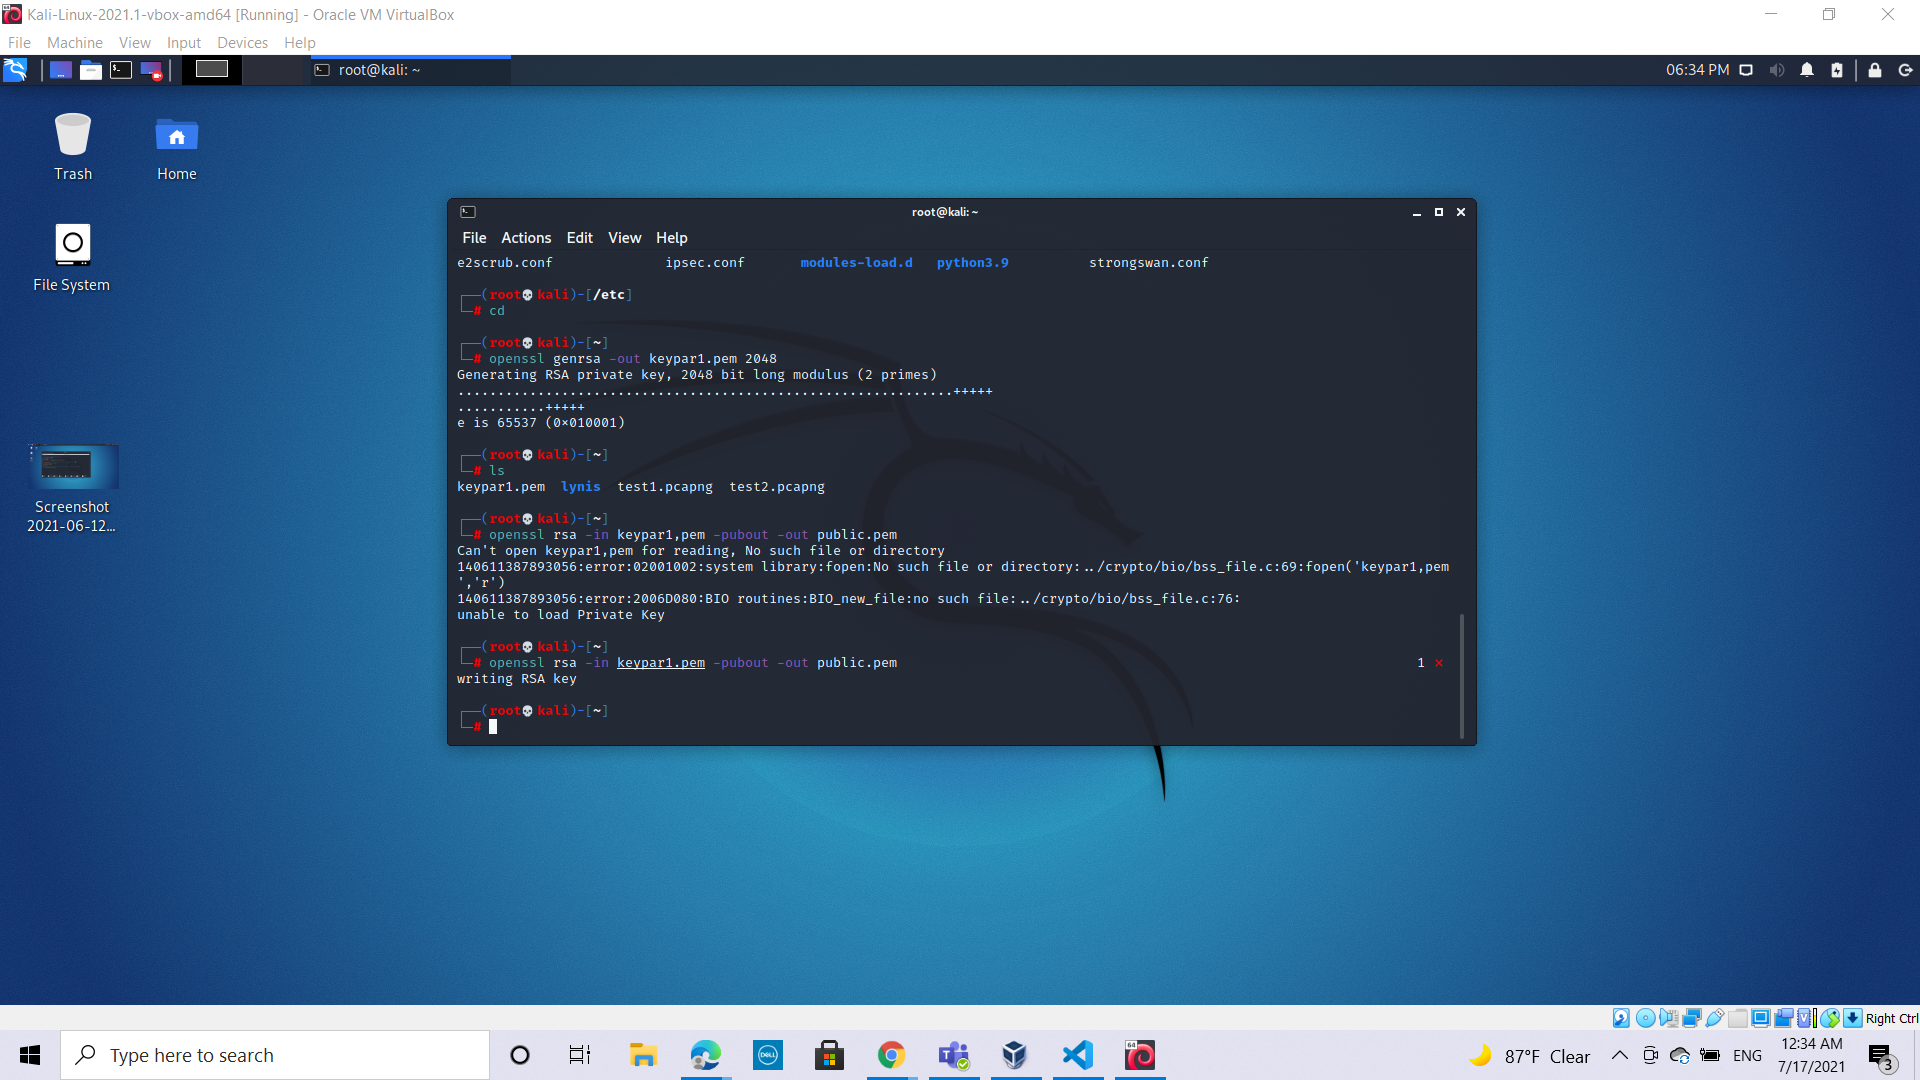 Kali-Linux-2021.1-vbox-amd64 [Running] - Oracle VM VirtualBox
File Machine View Input Devices Help
root@kali: ~
06:34 PM
Trash
Home
File System
Screenshot
2021-06-12...
root@kali: ~
File Actions Edit View Help
e2scrub.conf ipsec.conf modules-load.d python3.9 strongswan.conf
┌──(root💀kali)-[/etc]
└─# cd
┌──(root💀kali)-[~]
└─# openssl genrsa -out keypar1.pem 2048
Generating RSA private key, 2048 bit long modulus (2 primes)
..............................................................+++++
...........+++++
e is 65537 (0×010001)
┌──(root💀kali)-[~]
└─# ls
keypar1.pem lynis test1.pcapng test2.pcapng
┌──(root💀kali)-[~]
└─# openssl rsa -in keypar1,pem -pubout -out public.pem
Can't open keypar1,pem for reading, No such file or directory
140611387893056:error:02001002:system library:fopen:No such file or directory:../crypto/bio/bss_file.c:69:fopen('keypar1,pem
','r')
140611387893056:error:2006D080:BIO routines:BIO_new_file:no such file:../crypto/bio/bss_file.c:76:
unable to load Private Key
┌──(root💀kali)-[~]
└─# openssl rsa -in keypar1.pem -pubout -out public.pem 1 ⨯
writing RSA key
┌──(root💀kali)-[~]
└─#
Right Ctrl
Type here to search
DELL
64
87°F Clear
ENG
12:34 AM
7/17/2021
3